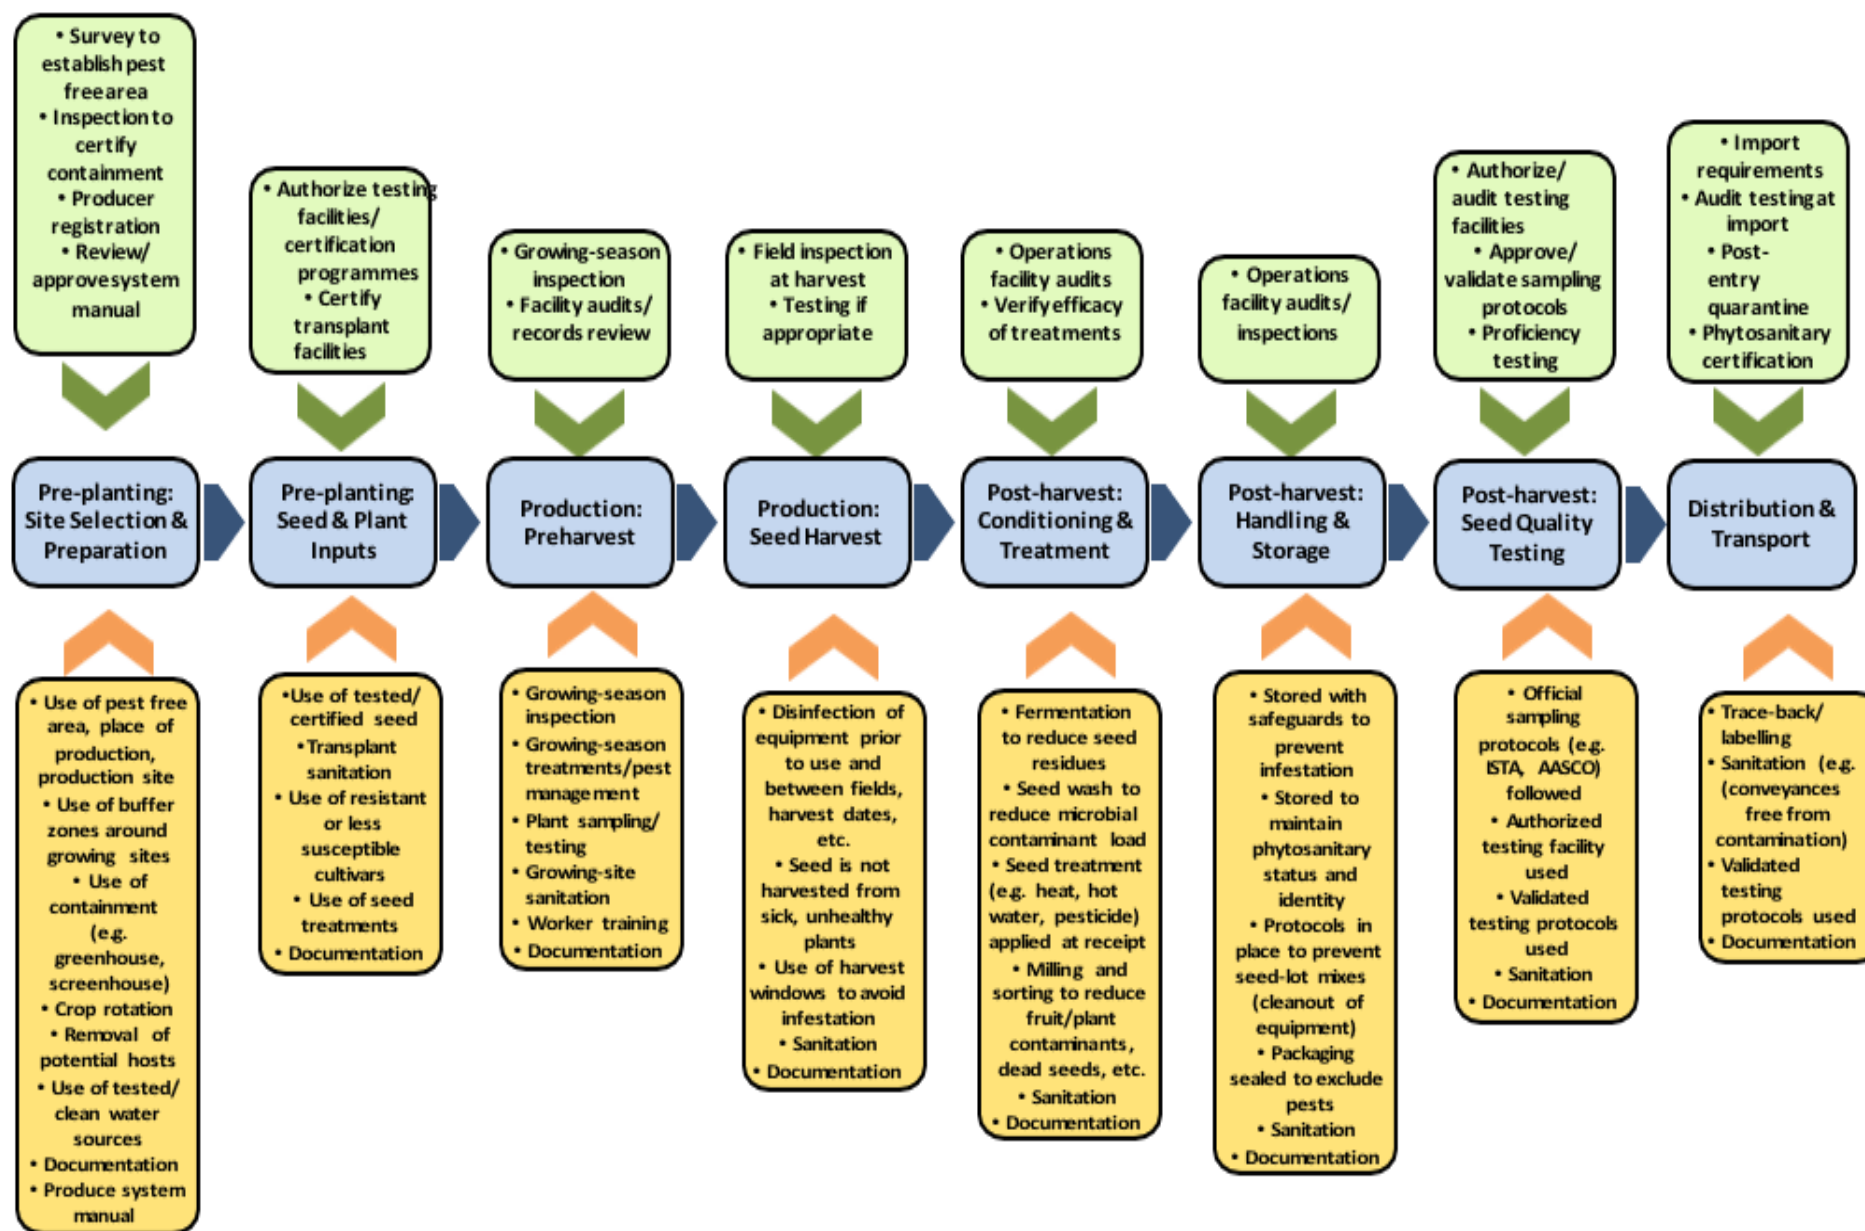 • Survey to
establish pest
free area
• Inspection to
certify
containment
• Producer
registration
• Review/
approve system
manual
• Authorize testing
facilities/
certification
programmes
• Certify
transplant
facilities
• Growing-season
inspection
• Facility audits/
records review
• Field inspection
at harvest
• Testing if
appropriate
• Operations
facility audits
• Verify efficacy
of treatments
• Operations
facility audits/
inspections
• Authorize/
audit testing
facilities
• Approve/
validate sampling
protocols
• Proficiency
testing
• Import
requirements
• Audit testing at
import
• Post-
entry
quarantine
• Phytosanitary
certification
Pre-planting:
Site Selection &
Preparation
Pre-planting:
Seed & Plant
Inputs
Production:
Preharvest
Production:
Seed Harvest
Post-harvest:
Conditioning &
Treatment
Post-harvest:
Handling &
Storage
Post-harvest:
Seed Quality
Testing
Distribution &
Transport
• Use of pest free
area, place of
production,
production site
• Use of buffer
zones around
growing sites
• Use of
containment
(e.g.
greenhouse,
screenhouse)
• Crop rotation
• Removal of
potential hosts
• Use of tested/
clean water
sources
• Documentation
• Produce system
manual
•Use of tested/
certified seed
•Transplant
sanitation
• Use of resistant
or less
susceptible
cultivars
• Use of seed
treatments
• Documentation
• Growing-season
inspection
• Growing-season
treatments/pest
management
• Plant sampling/
testing
• Growing-site
sanitation
• Worker training
• Documentation
• Disinfection of
equipment prior
to use and
between fields,
harvest dates,
etc.
• Seed is not
harvested from
sick, unhealthy
plants
• Use of harvest
windows to avoid
infestation
• Sanitation
• Documentation
• Fermentation
to reduce seed
residues
• Seed wash to
reduce microbial
contaminant load
• Seed treatment
(e.g. heat, hot
water, pesticide)
applied at receipt
• Milling and
sorting to reduce
fruit/plant
contaminants,
dead seeds, etc.
• Sanitation
• Documentation
• Stored with
safeguards to
prevent
infestation
• Stored to
maintain
phytosanitary
status and
identity
• Protocols in
place to prevent
seed-lot mixes
(cleanout of
equipment)
• Packaging
sealed to exclude
pests
• Sanitation
• Documentation
• Official
sampling
protocols (e.g.
ISTA, AASCO)
followed
• Authorized
testing facility
used
• Validated
testing protocols
used
• Sanitation
• Documentation
• Trace-back/
labelling
• Sanitation (e.g.
(conveyances
free from
contamination)
• Validated
testing
protocols used
• Documentation